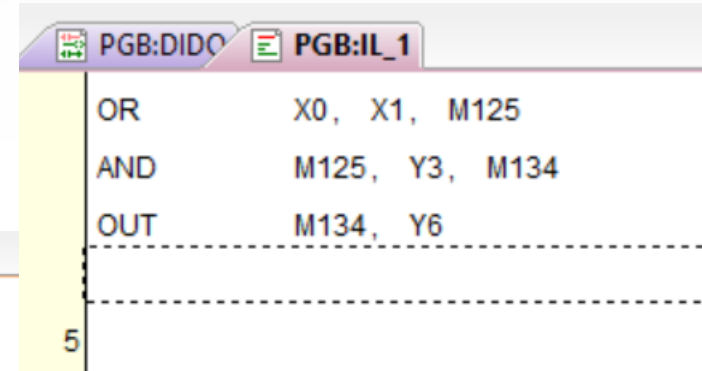 PGB:DIDO PGB:IL_1
OR X0, X1, M125
AND M125, Y3, M134
OUT M134, Y6
5